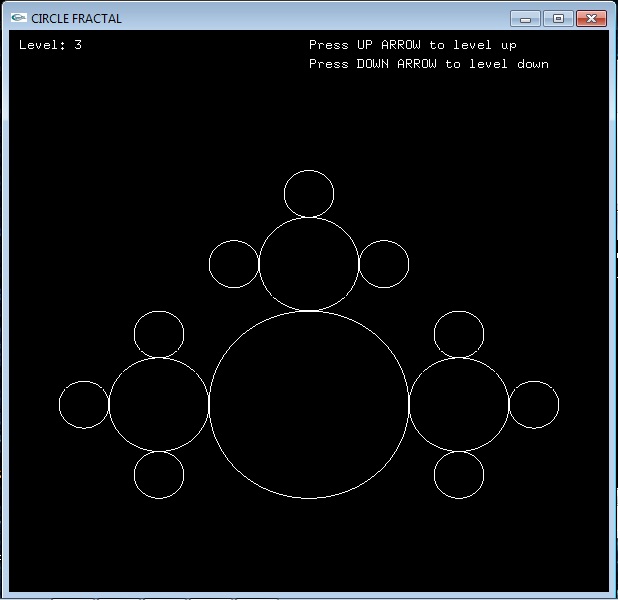 CIRCLE FRACTAL
Level: 3
Press UP ARROW to level up
Press DOWN ARROW to level down